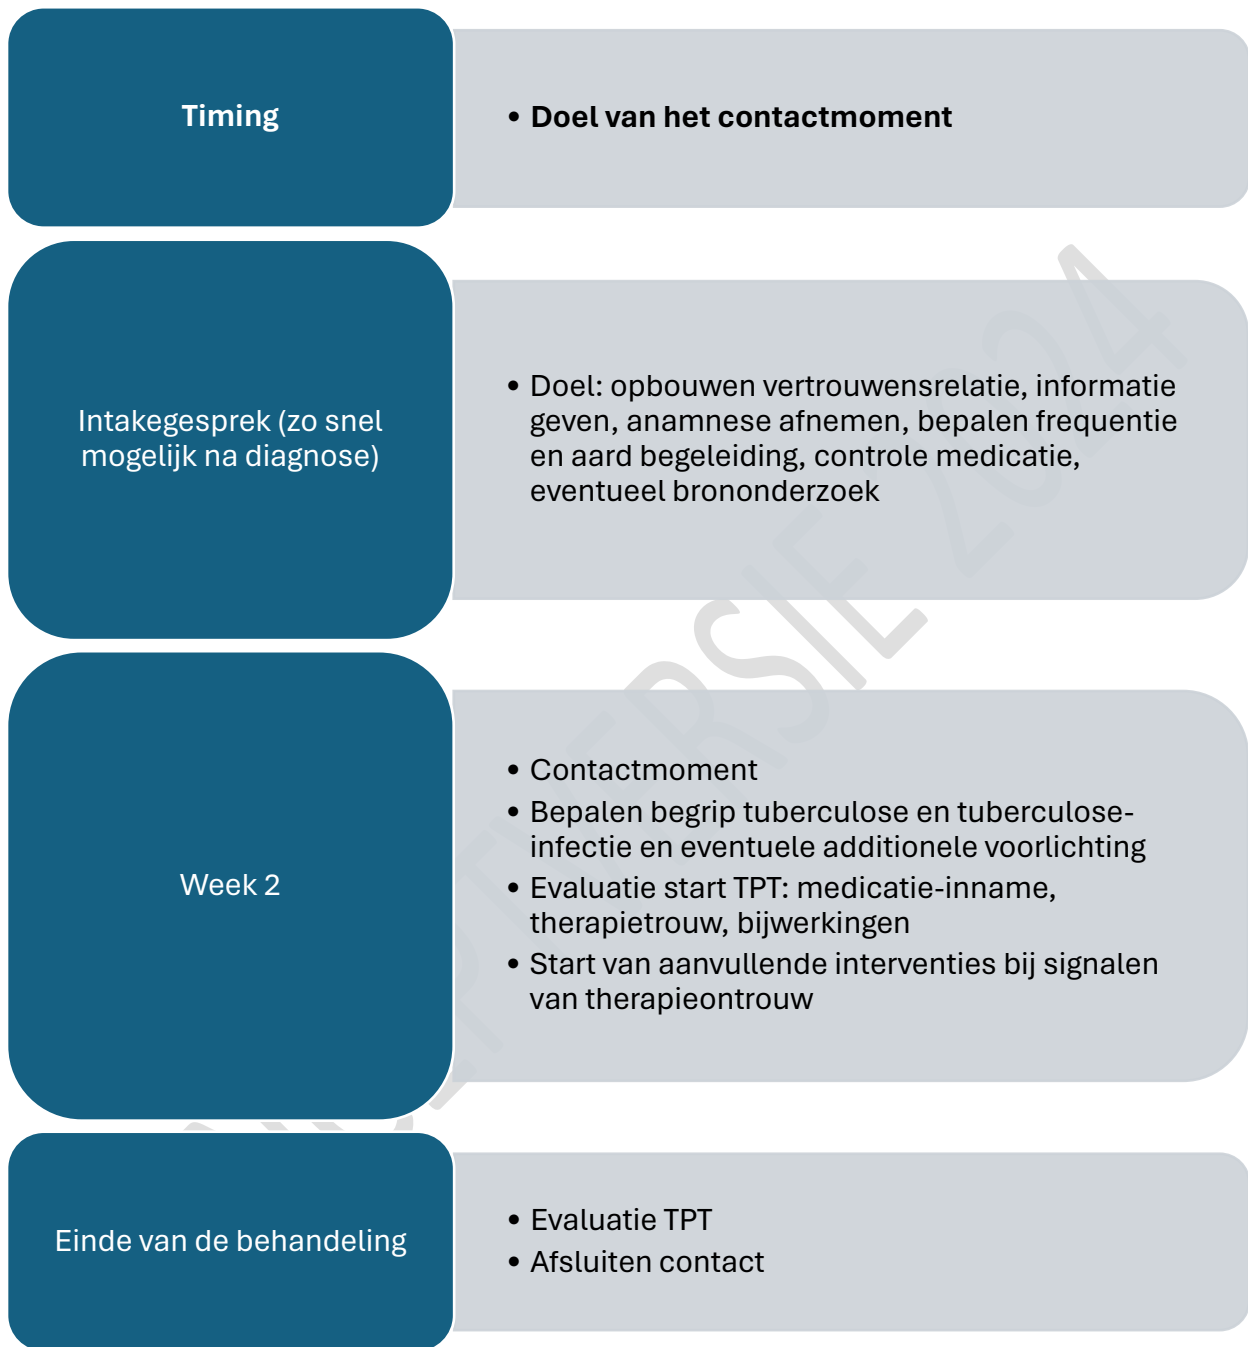 Timing
• Doel van het contactmoment
Intakegesprek (zo snel
mogelijk na diagnose)
• Doel: opbouwen vertrouwensrelatie, informatie
geven, anamnese afnemen, bepalen frequentie
en aard begeleiding, controle medicatie,
eventueel brononderzoek
Week 2
• Contactmoment
• Bepalen begrip tuberculose en tuberculose-
infectie en eventuele additionele voorlichting
• Evaluatie start TPT: medicatie-inname,
therapietrouw, bijwerkingen
• Start van aanvullende interventies bij signalen
van therapieontrouw
Einde van de behandeling
• Evaluatie TPT
• Afsluiten contact
2024